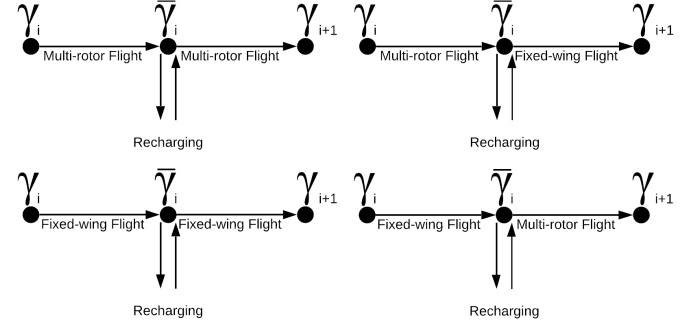 γi γ̅i γi+1
Multi-rotor Flight Multi-rotor Flight
Recharging
γi γ̅i γi+1
Multi-rotor Flight Fixed-wing Flight
Recharging
γi γ̅i γi+1
Fixed-wing Flight Fixed-wing Flight
Recharging
γi γ̅i γi+1
Fixed-wing Flight Multi-rotor Flight
Recharging